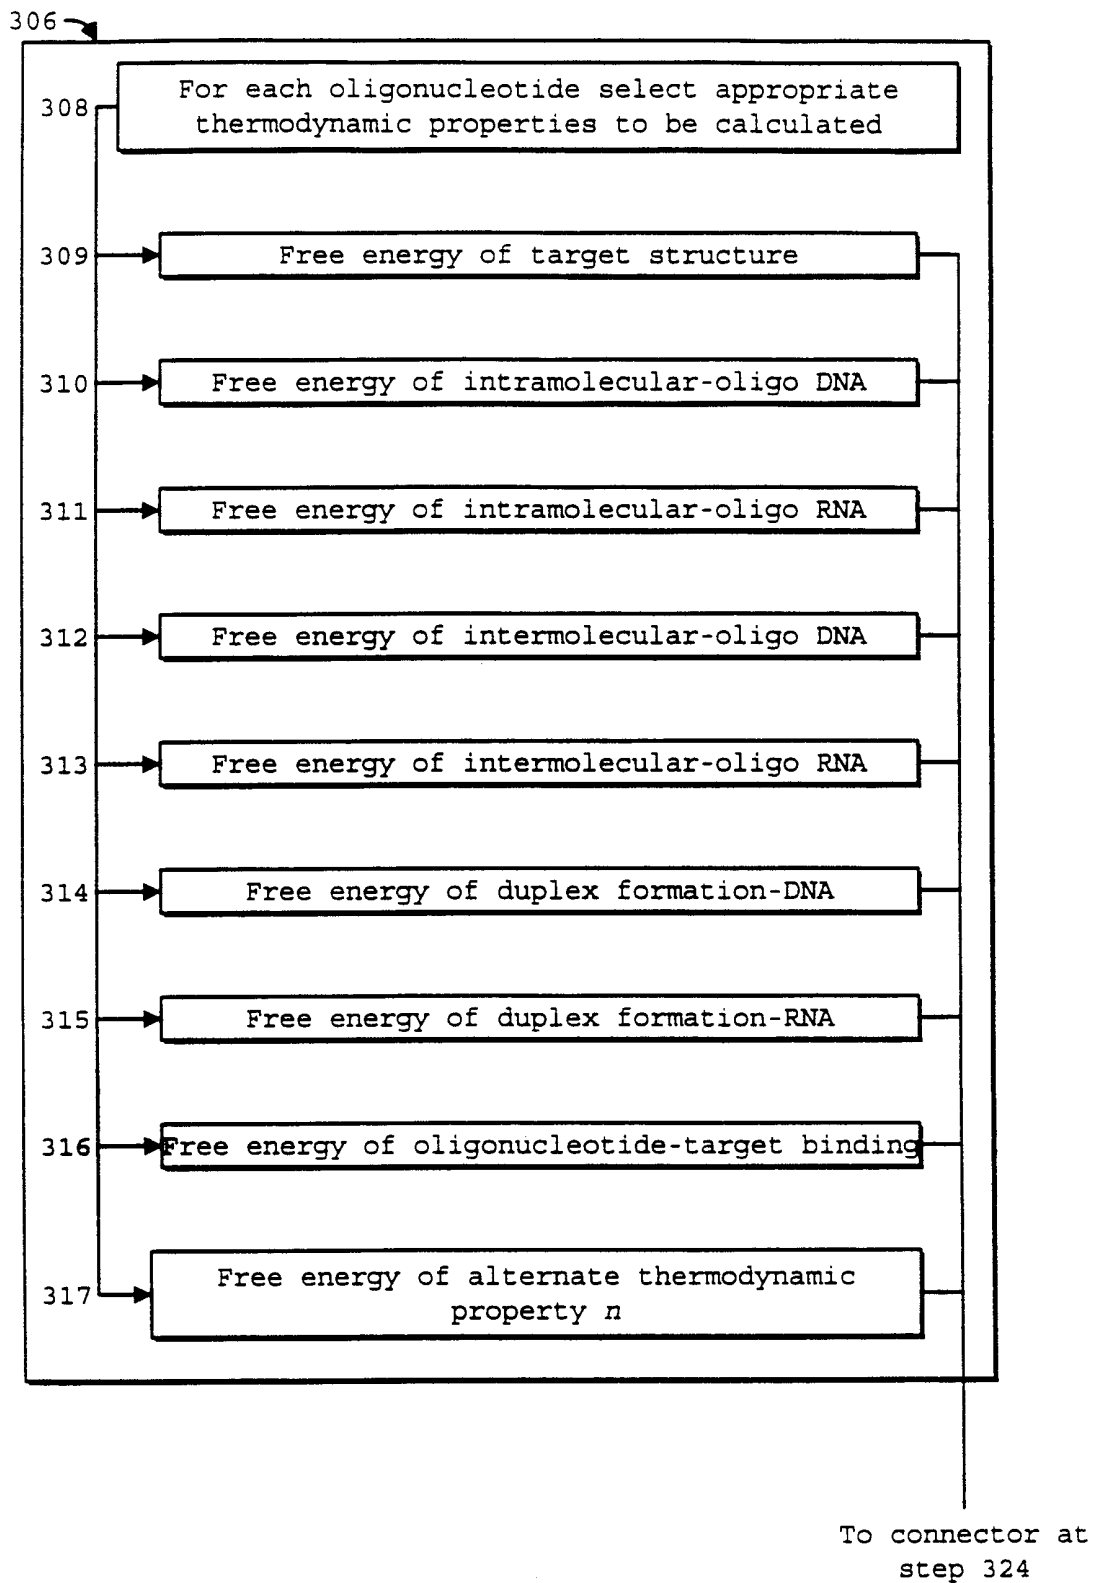 306
308
For each oligonucleotide select appropriate
thermodynamic properties to be calculated
309
Free energy of target structure
310
Free energy of intramolecular-oligo DNA
311
Free energy of intramolecular-oligo RNA
312
Free energy of intermolecular-oligo DNA
313
Free energy of intermolecular-oligo RNA
314
Free energy of duplex formation-DNA
315
Free energy of duplex formation-RNA
316
Free energy of oligonucleotide-target binding
317
Free energy of alternate thermodynamic
property n
To connector at
step 324